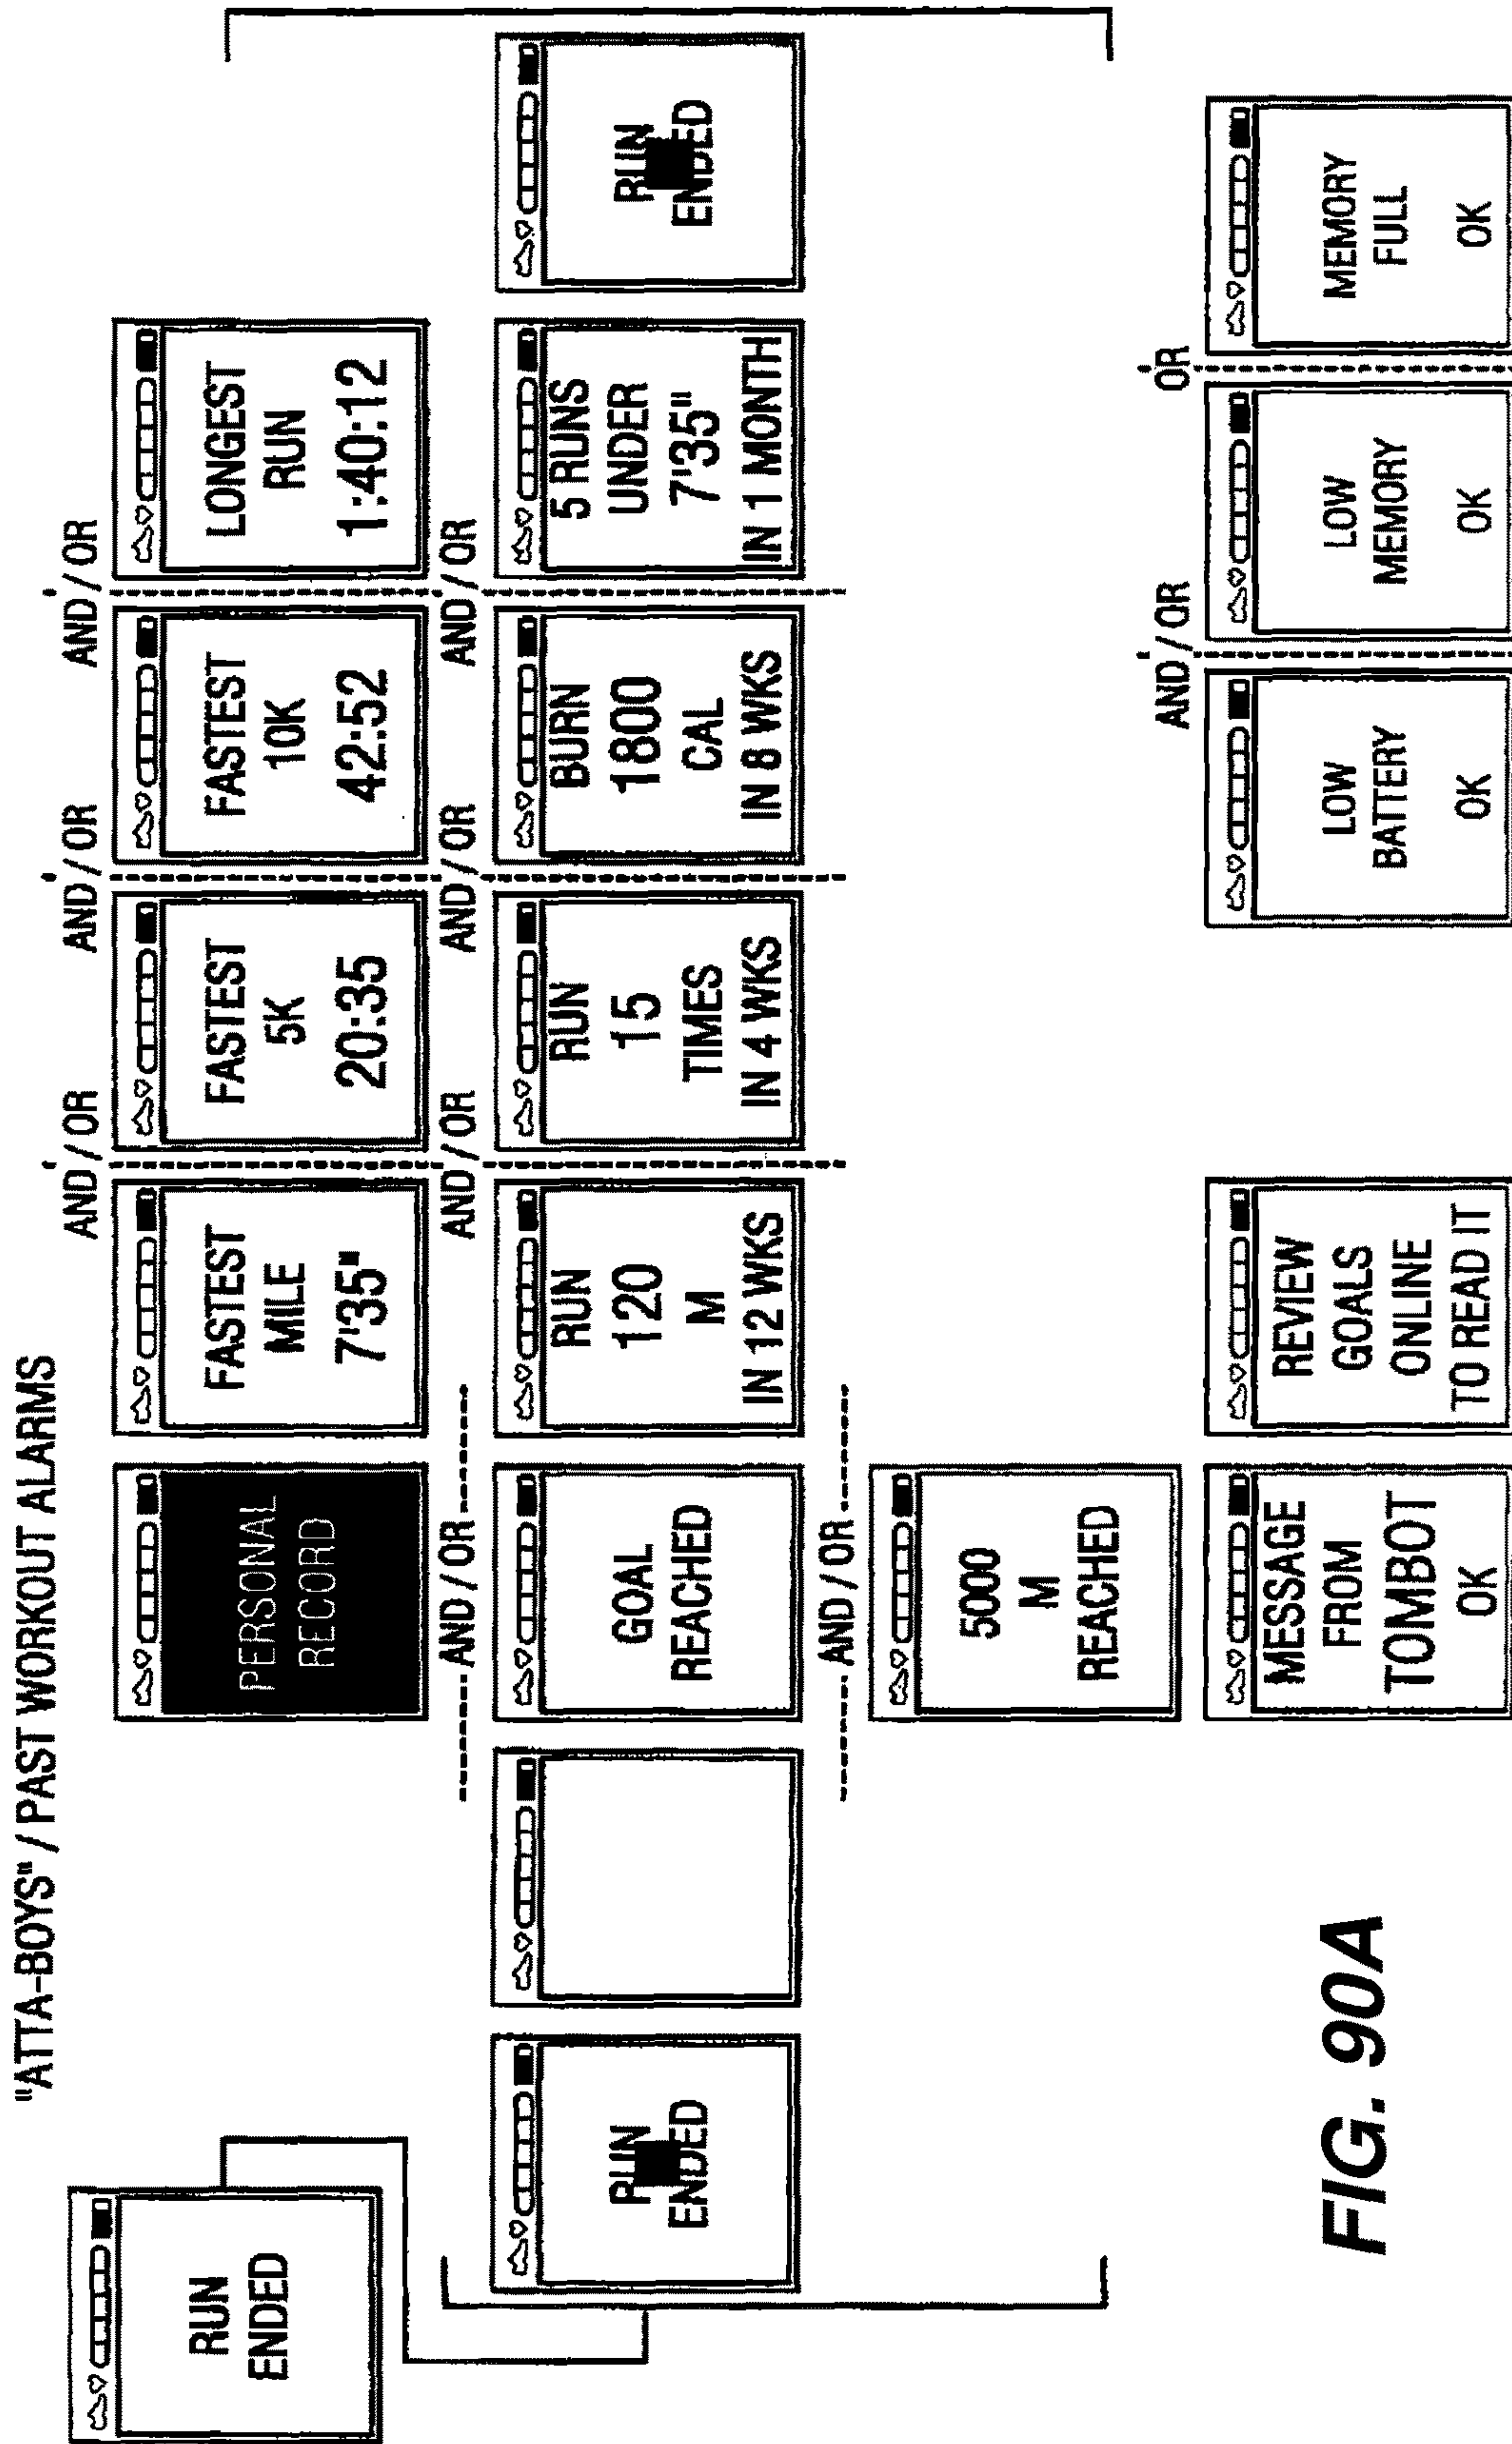 "ATTA-BOYS" / PAST WORKOUT ALARMS
RUN
ENDED
RUN
ENDED
PERSONAL
RECORD
FASTEST
MILE
7'35"
AND / OR
FASTEST
5K
20:35
AND / OR
FASTEST
10K
42:52
AND / OR
LONGEST
RUN
1:40:12
AND / OR
GOAL
REACHED
RUN
120
M
IN 12 WKS
AND / OR
RUN
15
TIMES
IN 4 WKS
AND / OR
BURN
1800
CAL
IN 8 WKS
AND / OR
5 RUNS
UNDER
7'35"
IN 1 MONTH
RUN
ENDED
AND / OR
5000
M
REACHED
MESSAGE
FROM
TOMBOT
OK
REVIEW
GOALS
ONLINE
TO READ IT
LOW
BATTERY
OK
AND / OR
LOW
MEMORY
OK
OR
MEMORY
FULL
OK
FIG. 90A